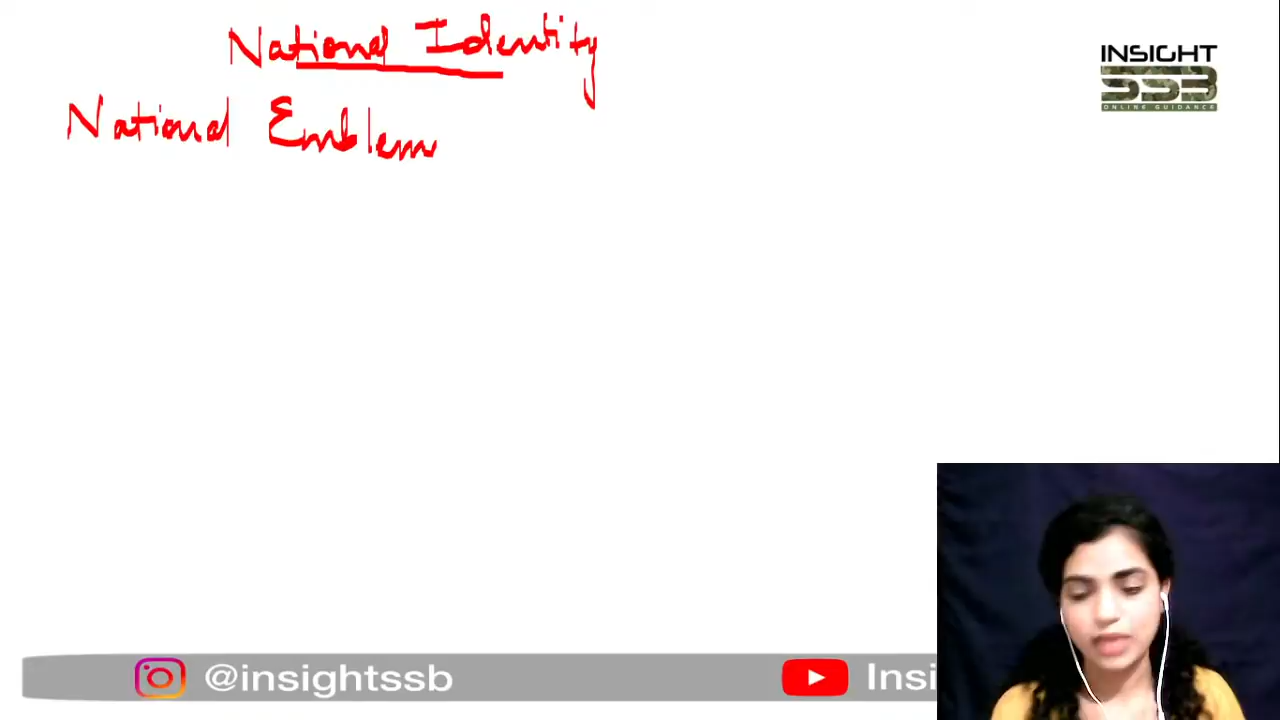 National Identity
INSIGHT
SSB
ONLINE GUIDANCE
National Emblem
@insightssb
Insi